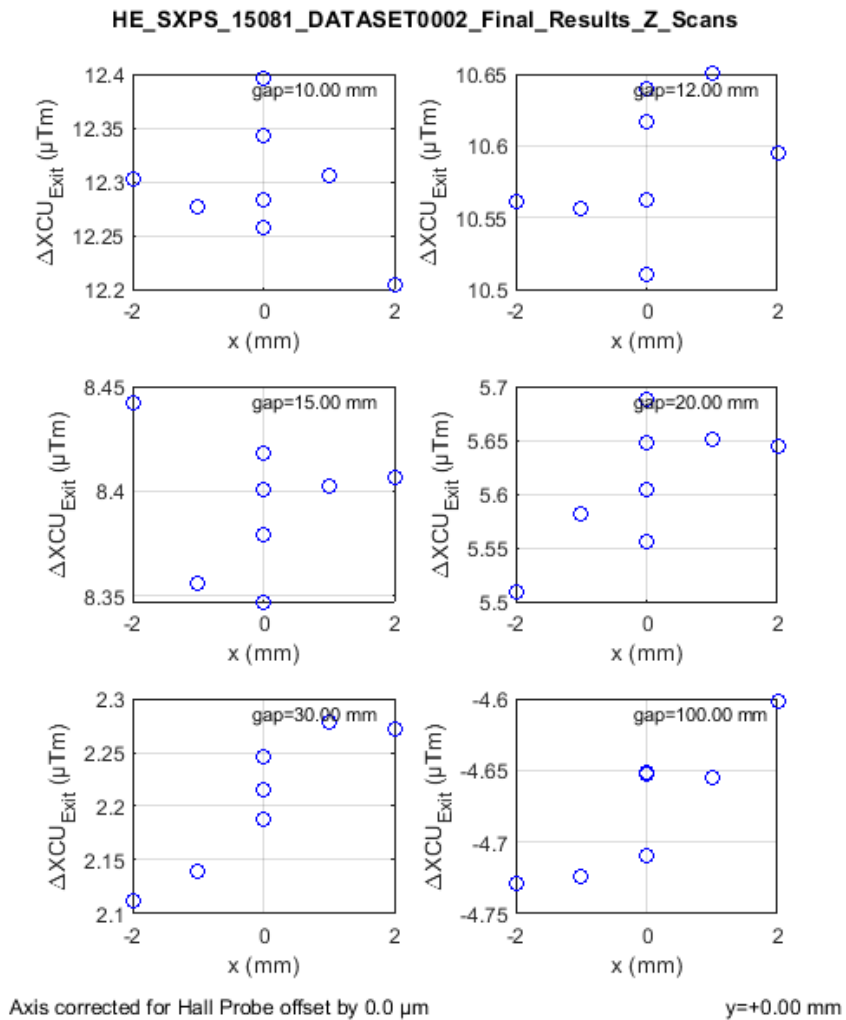 HE_SXPS_15081_DATASET0002_Final_Results_Z_Scans
gap=10.00 mm
12.4
12.35
12.3
12.25
12.2
ΔXCU_Exit (µTm)
-2
0
2
x (mm)
gap=12.00 mm
10.65
10.6
10.55
10.5
ΔXCU_Exit (µTm)
-2
0
2
x (mm)
gap=15.00 mm
8.45
8.4
8.35
ΔXCU_Exit (µTm)
-2
0
2
x (mm)
gap=20.00 mm
5.7
5.65
5.6
5.55
5.5
ΔXCU_Exit (µTm)
-2
0
2
x (mm)
gap=30.00 mm
2.3
2.25
2.2
2.15
2.1
ΔXCU_Exit (µTm)
-2
0
2
x (mm)
gap=100.00 mm
-4.6
-4.65
-4.7
-4.75
ΔXCU_Exit (µTm)
-2
0
2
x (mm)
Axis corrected for Hall Probe offset by 0.0 µm
y=+0.00 mm